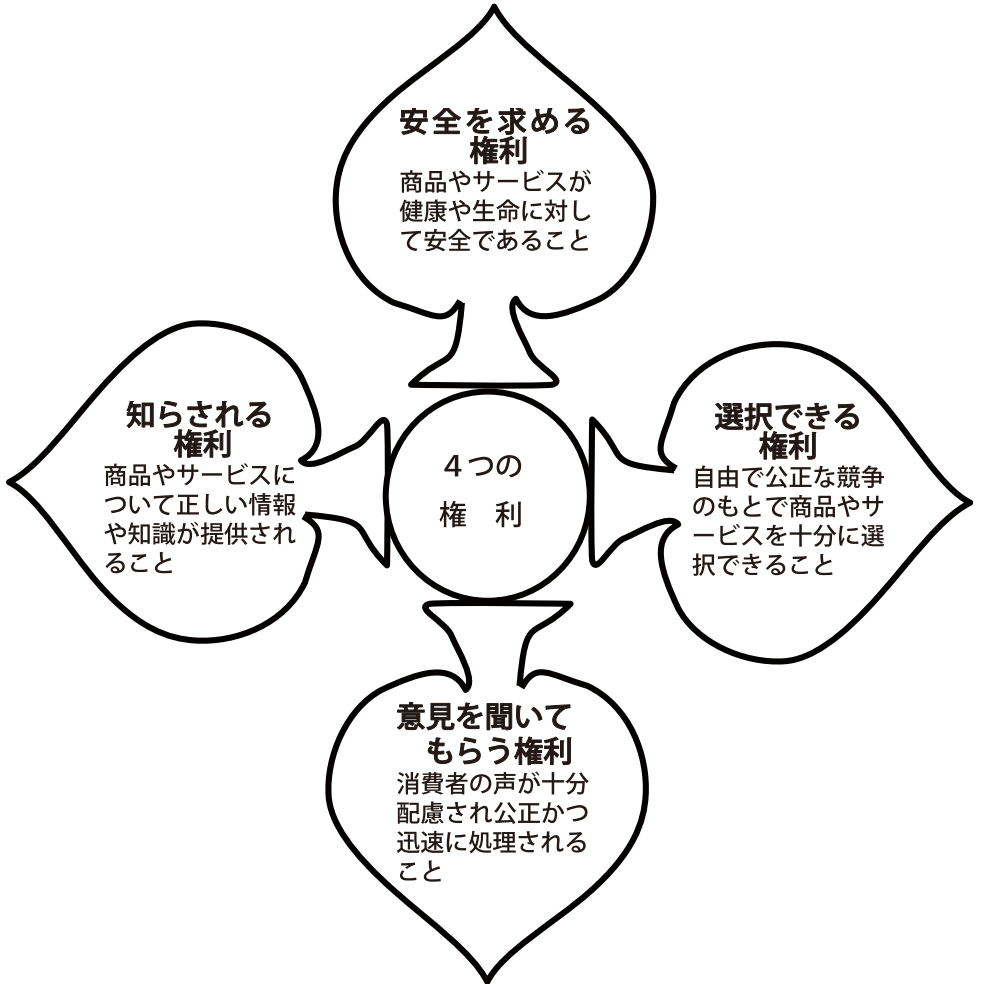 安全を求める
権利
商品やサービスが
健康や生命に対し
て安全であること
知らされる
権利
商品やサービスに
ついて正しい情報
や知識が提供され
ること
４つの
権　利
選択できる
権利
自由で公正な競争
のもとで商品やサ
ービスを十分に選
択できること
意見を聞いて
もらう権利
消費者の声が十分
配慮され公正かつ
迅速に処理される
こと